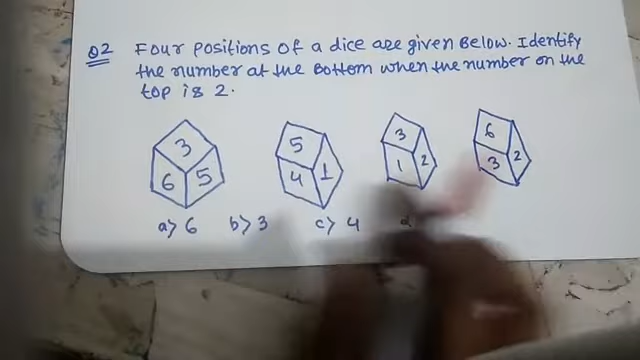 Q2 Four positions of a dice are given below. Identify
the number at the bottom when the number on the
top is 2.
3 5 3 6
6 5 4 1 1 2 3 2
a> 6 b> 3 c> 4